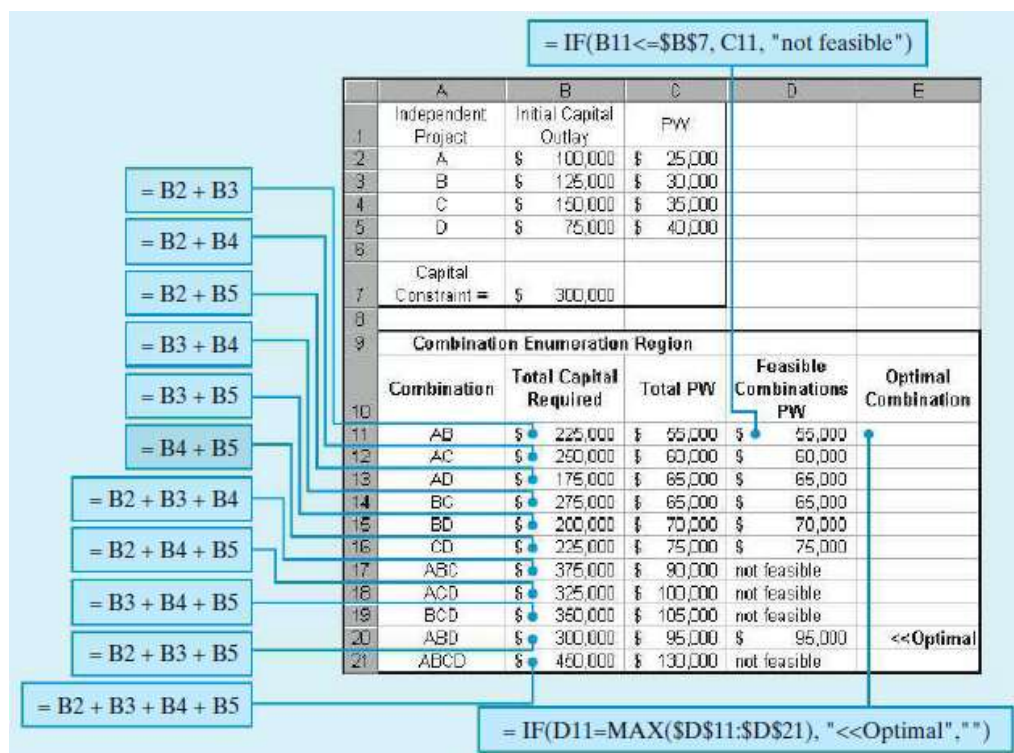 = IF(B11<=$B$7, C11, "not feasible")
A B C D E
1 Independent Project Initial Capital Outlay PW
2 A $ 100,000 $ 25,000
3 B $ 125,000 $ 30,000
4 C $ 150,000 $ 35,000
5 D $ 75,000 $ 40,000
6
7 Capital Constraint = $ 300,000
8
9 Combination Enumeration Region
10 Combination Total Capital Required Total PW Feasible Combinations PW Optimal Combination
11 AB $ 225,000 $ 55,000 $ 55,000
12 AC $ 250,000 $ 60,000 $ 60,000
13 AD $ 175,000 $ 65,000 $ 65,000
14 BC $ 275,000 $ 65,000 $ 65,000
15 BD $ 200,000 $ 70,000 $ 70,000
16 CD $ 225,000 $ 75,000 $ 75,000
17 ABC $ 375,000 $ 90,000 not feasible
18 ACD $ 325,000 $ 100,000 not feasible
19 BCD $ 350,000 $ 105,000 not feasible
20 ABD $ 300,000 $ 95,000 $ 95,000 <<Optimal
21 ABCD $ 450,000 $ 130,000 not feasible
= B2 + B3
= B2 + B4
= B2 + B5
= B3 + B4
= B3 + B5
= B4 + B5
= B2 + B3 + B4
= B2 + B4 + B5
= B3 + B4 + B5
= B2 + B3 + B5
= B2 + B3 + B4 + B5
= IF(D11=MAX($D$11:$D$21), "<<Optimal","")